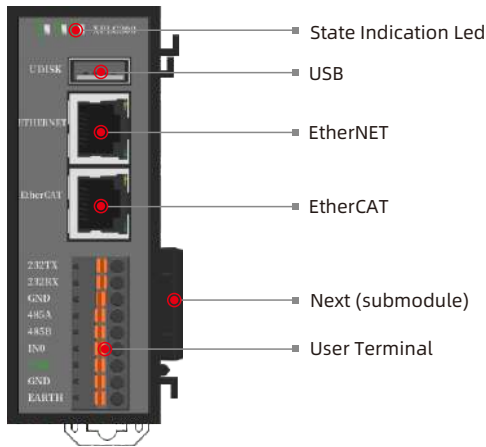 State Indication Led
UDISK
USB
ETHERNET
EtherNET
EtherCAT
EtherCAT
232TX
232RX
GND
485A
485B
IN0
GND
EARTH
Next (submodule)
User Terminal